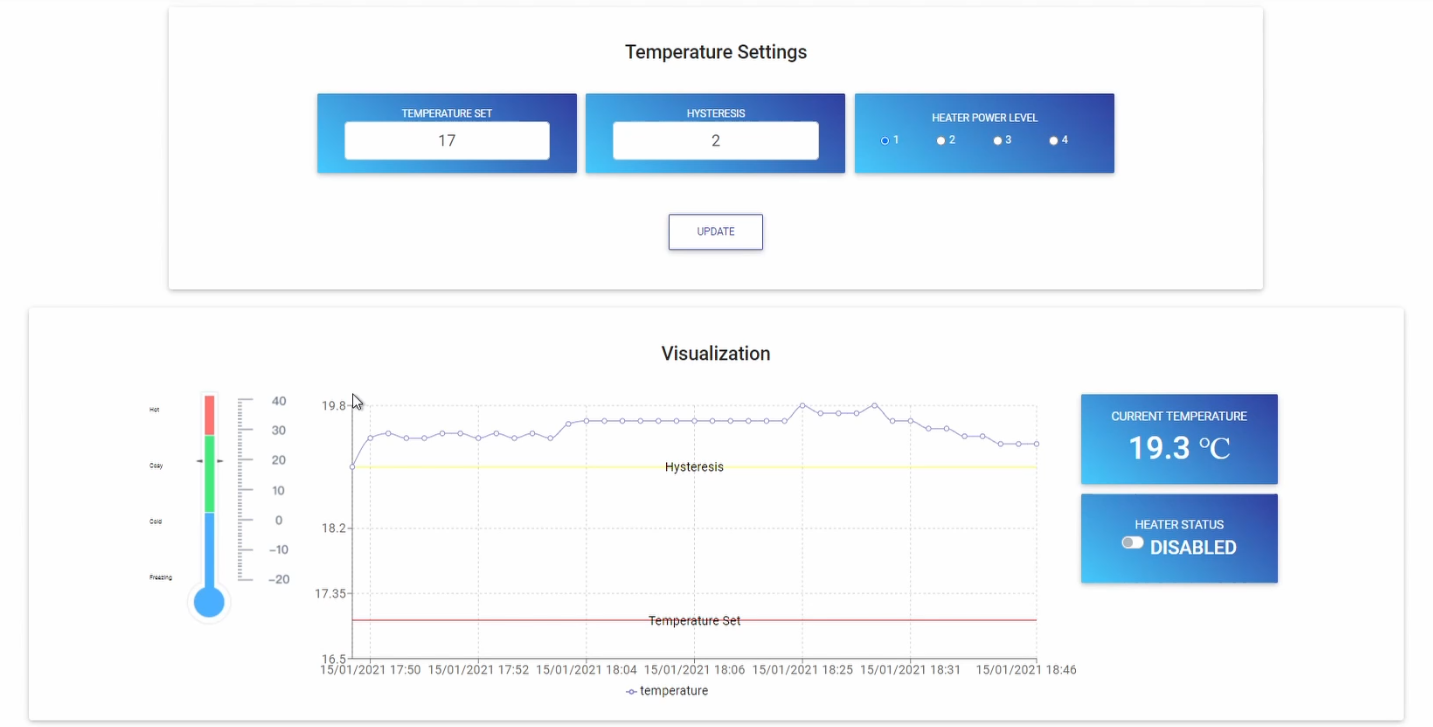 Temperature Settings
TEMPERATURE SET
17
HYSTERESIS
2
HEATER POWER LEVEL
1 2 3 4
UPDATE
Visualization
Hot
Cosy
Cold
Freezing
40
30
20
10
0
-10
-20
19.8
18.2
17.35
16.5
Hysteresis
Temperature Set
15/01/2021 17:50 15/01/2021 17:52 15/01/2021 18:04 15/01/2021 18:06 15/01/2021 18:25 15/01/2021 18:31 15/01/2021 18:46
temperature
CURRENT TEMPERATURE
19.3 °C
HEATER STATUS
DISABLED